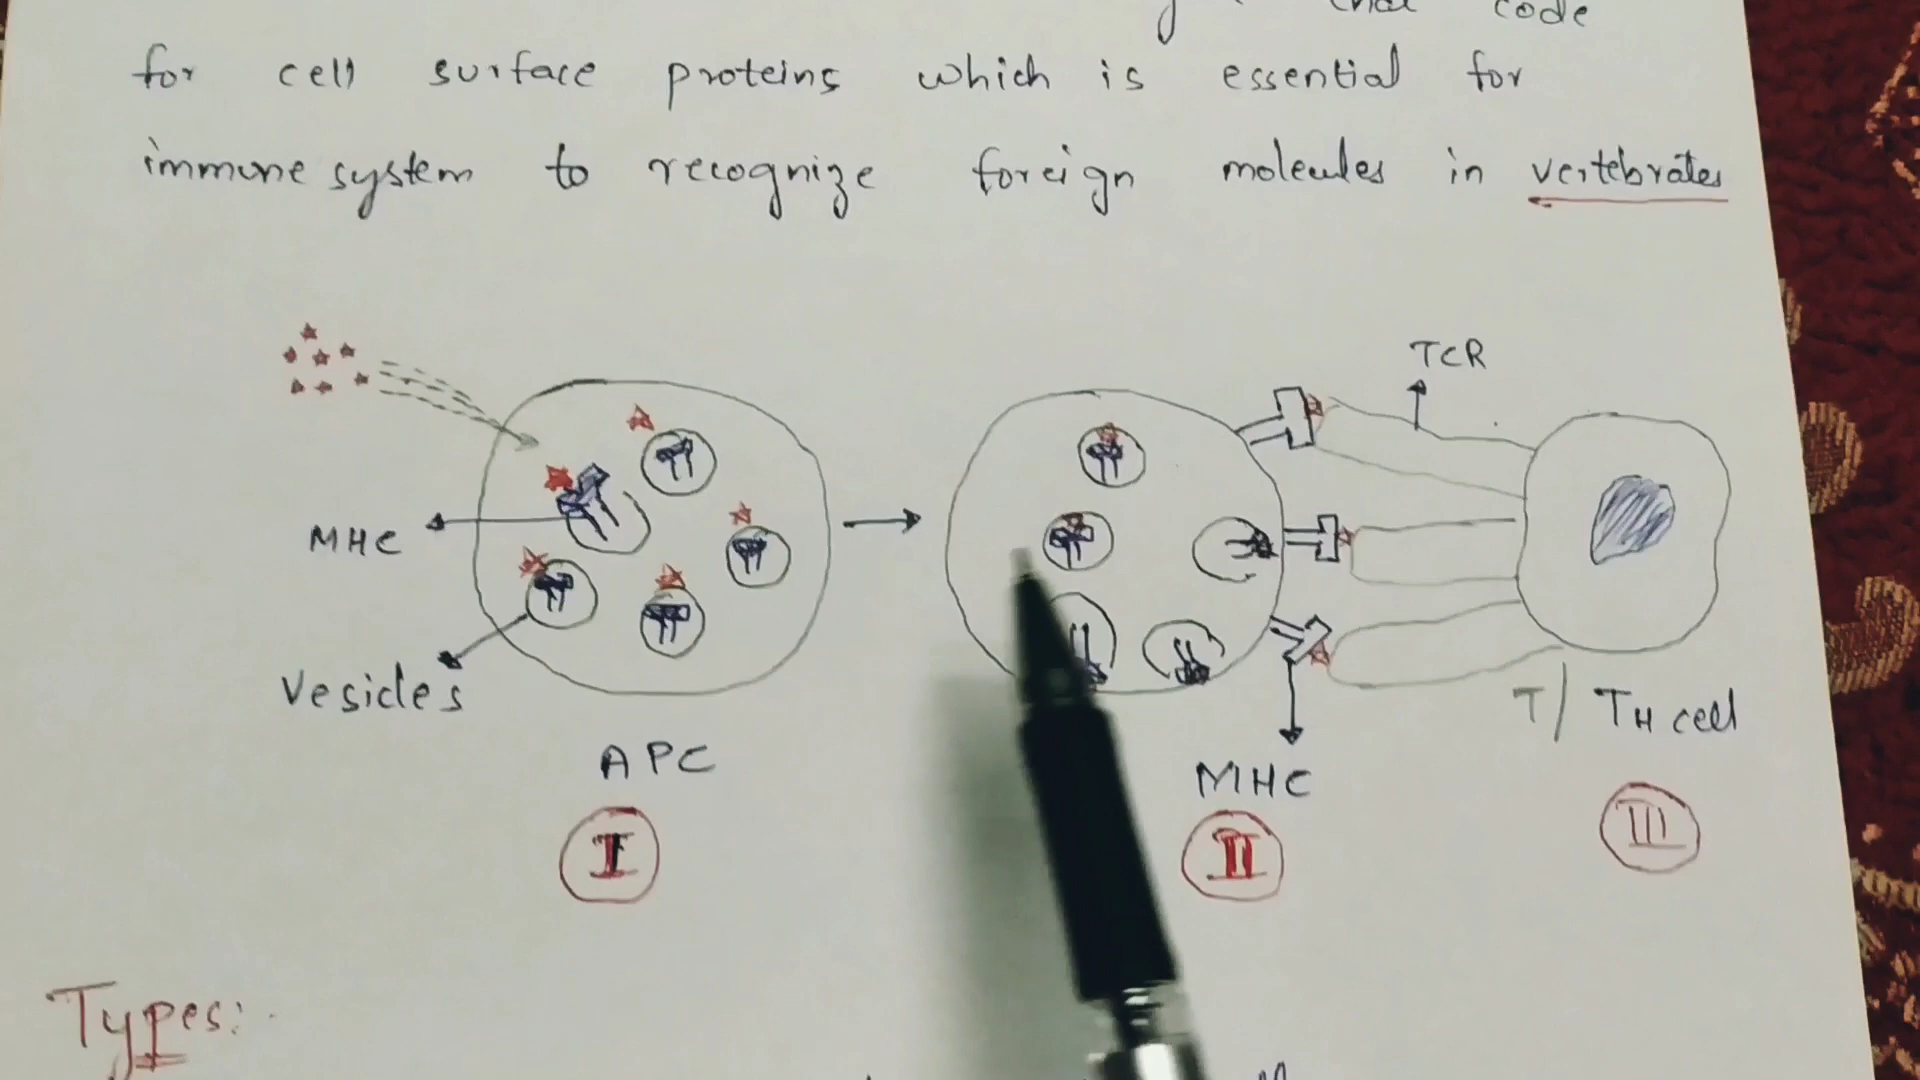 that code
for cell surface proteins which is essential for
immune system to recognize foreign molecules in vertebrates
TCR
MHC
Vesicles
T/ TH cell
APC
MHC
I
II
III
Types: